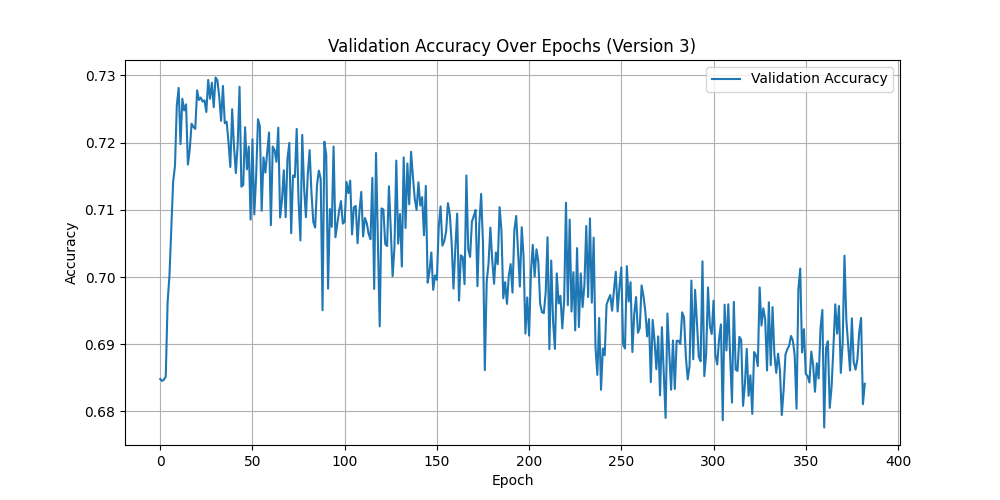 Validation Accuracy Over Epochs (Version 3)
Validation Accuracy
0.73
0.72
0.71
0.70
0.69
0.68
Accuracy
0 50 100 150 200 250 300 350 400
Epoch